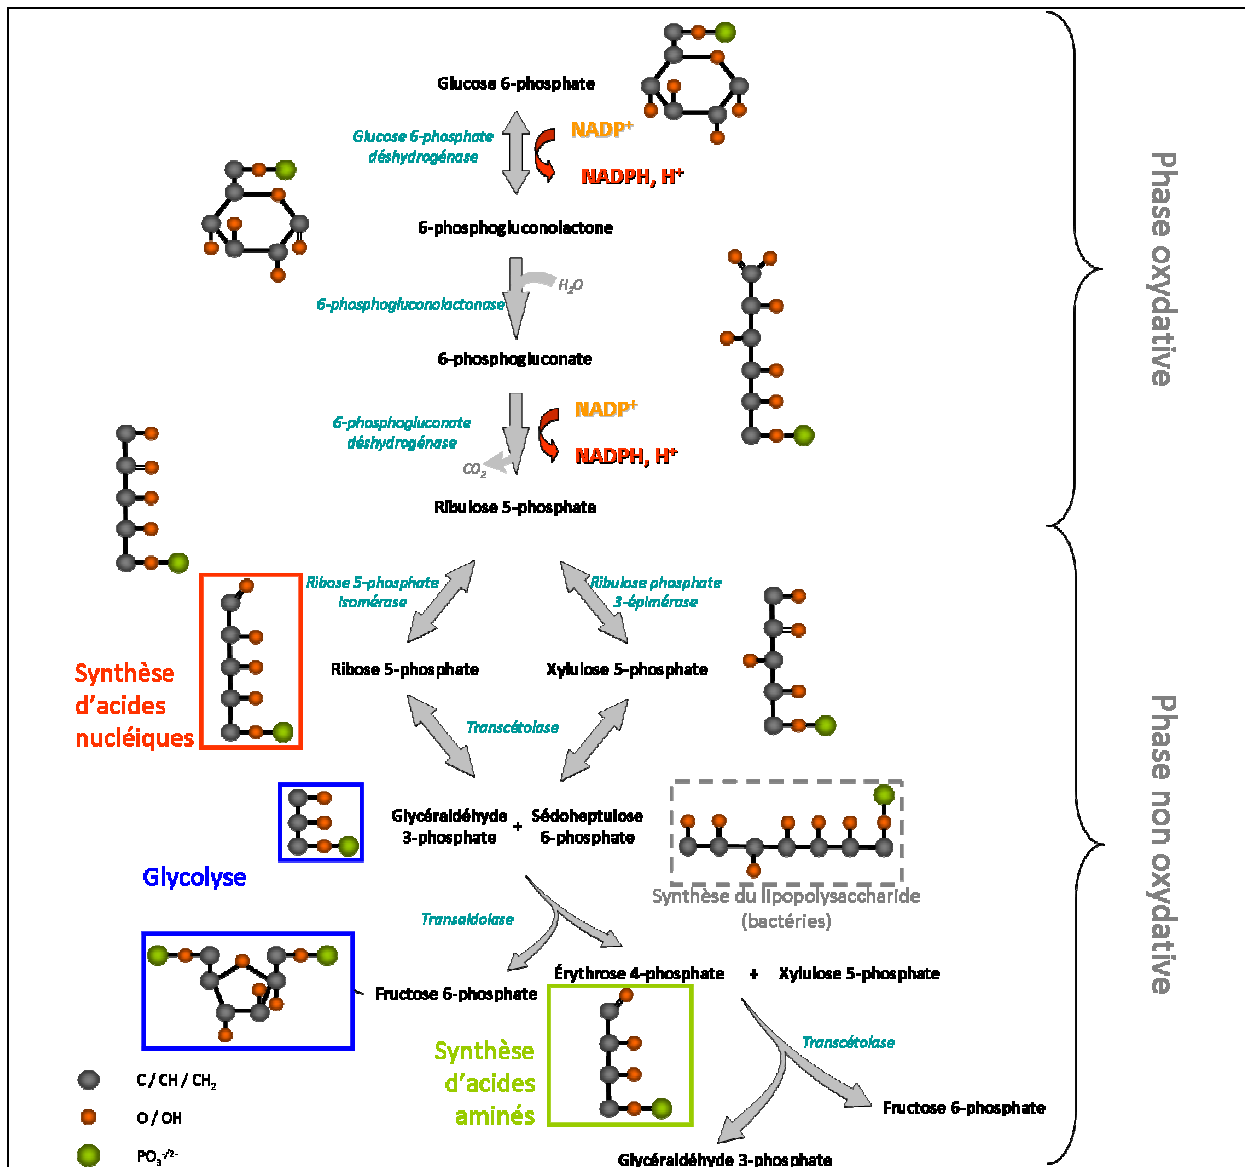 Glucose 6-phosphate
Glucose 6-phosphate
déshydrogénase
NADP⁺
NADPH, H⁺
6-phosphogluconolactone
H₂O
6-phosphogluconolactonase
6-phosphogluconate
6-phosphogluconate
déshydrogénase
NADP⁺
NADPH, H⁺
CO₂
Ribulose 5-phosphate
Phase oxydative
Ribose 5-phosphate
isomérase
Ribulose phosphate
3-épimérase
Ribose 5-phosphate
Xylulose 5-phosphate
Synthèse
d'acides
nucléiques
Transcétolase
Glycéraldéhyde
3-phosphate
+
Sédoheptulose
6-phosphate
Glycolyse
Synthèse du lipopolysaccharide
(bactéries)
Transaldolase
Fructose 6-phosphate
Érythrose 4-phosphate + Xylulose 5-phosphate
Synthèse
d'acides
aminés
Transcétolase
Fructose 6-phosphate
Glycéraldéhyde 3-phosphate
Phase non oxydative
C / CH / CH₂
O / OH
PO₃⁻/²⁻